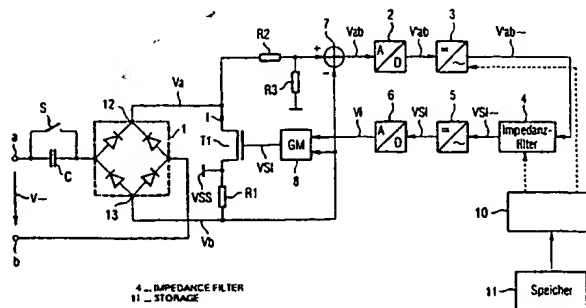 R2
7
Vab
2
V'ab
3
V'ab~
+
-
A
D
=
~
R3
Va
S
12
1
I
T1
a
C
V~
b
13
VSS
R1
Vb
VSI
GM
8
Vi
6
A
D
VSI
5
=
~
VSI~
4
Impedanz-
filter
10
11
Speicher
4 ... IMPEDANCE FILTER
11 ... STORAGE